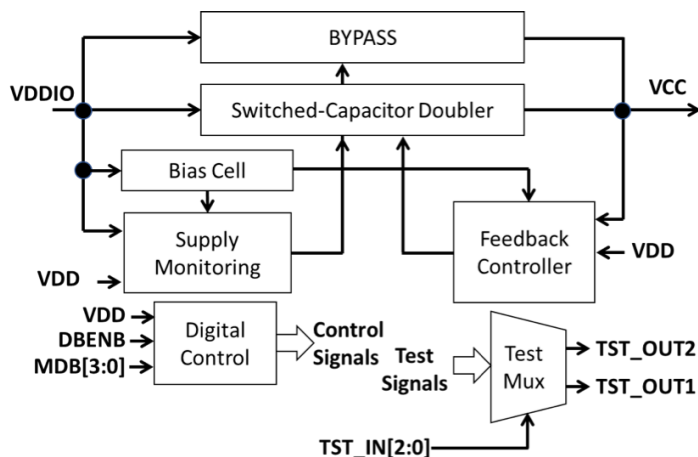 BYPASS
VDDIO
VCC
Switched-Capacitor Doubler
Bias Cell
Supply
Monitoring
Feedback
Controller
VDD
VDD
VDD
DBENB
MDB[3:0]
Digital
Control
Control
Signals
Test
Signals
Test
Mux
TST_OUT2
TST_OUT1
TST_IN[2:0]